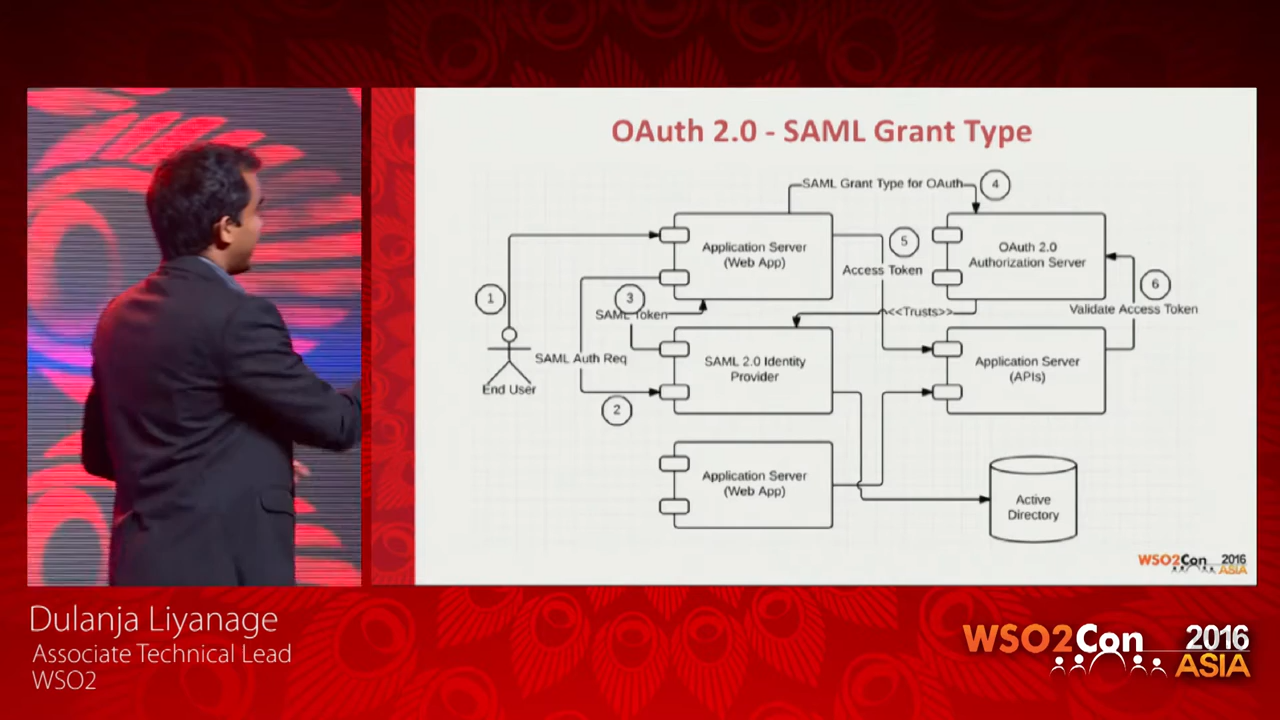 OAuth 2.0 - SAML Grant Type
SAML Grant Type for OAuth
4
Application Server
(Web App)
5
Access Token
OAuth 2.0
Authorization Server
1
3
SAML Token
<<Trusts>>
6
Validate Access Token
SAML Auth Req
End User
2
SAML 2.0 Identity
Provider
Application Server
(APIs)
Application Server
(Web App)
Active
Directory
WSO2Con 2016
ASIA
Dulanja Liyanage
Associate Technical Lead
WSO2
WSO2Con 2016
ASIA